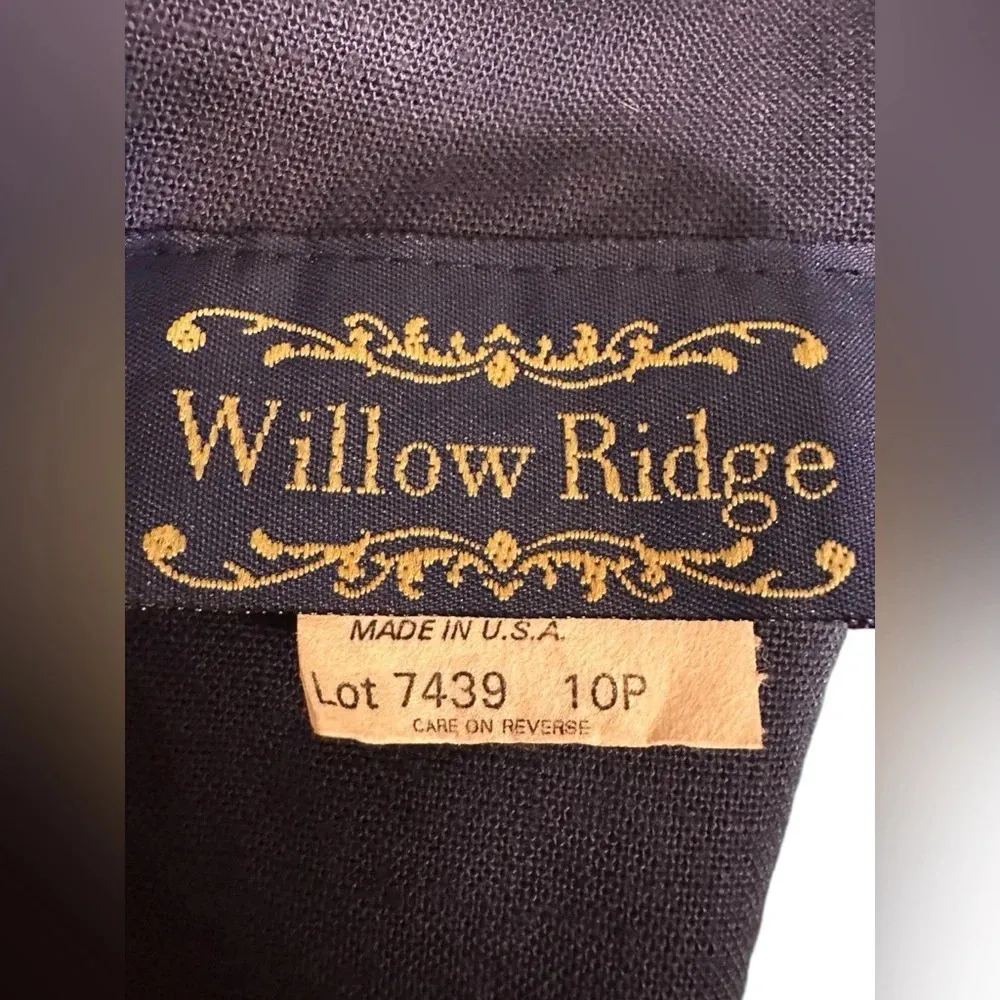 Willow Ridge
MADE IN U.S.A.
Lot 7439 10P
CARE ON REVERSE